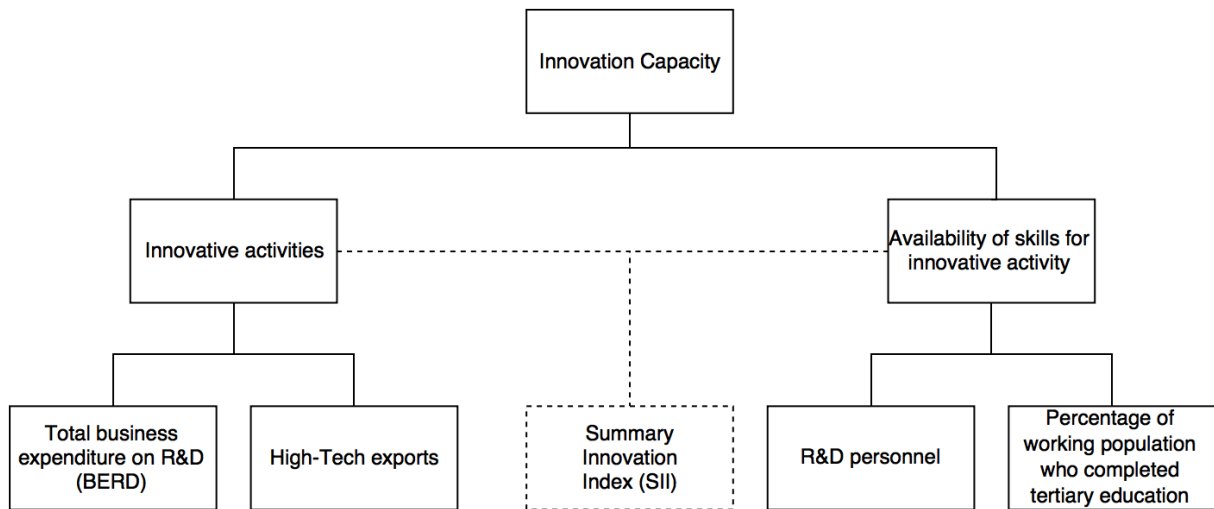 Innovation Capacity
Innovative activities
Availability of skills for
innovative activity
Total business
expenditure on R&D
(BERD)
High-Tech exports
Summary
Innovation
Index (SII)
R&D personnel
Percentage of
working population
who completed
tertiary education